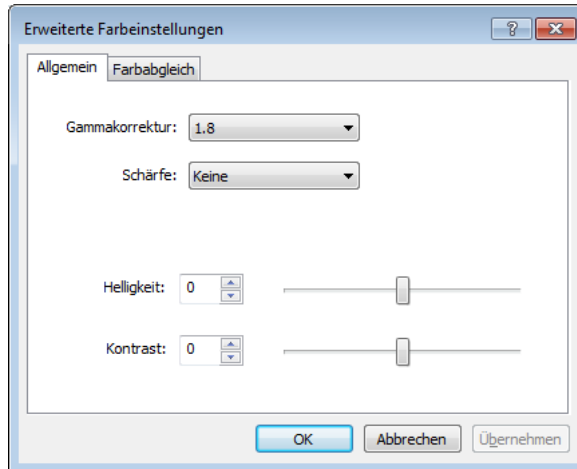 Erweiterte Farbeinstellungen
Allgemein Farbabgleich
Gammakorrektur: 1.8
Schärfe: Keine
Helligkeit: 0
Kontrast: 0
OK Abbrechen Übernehmen